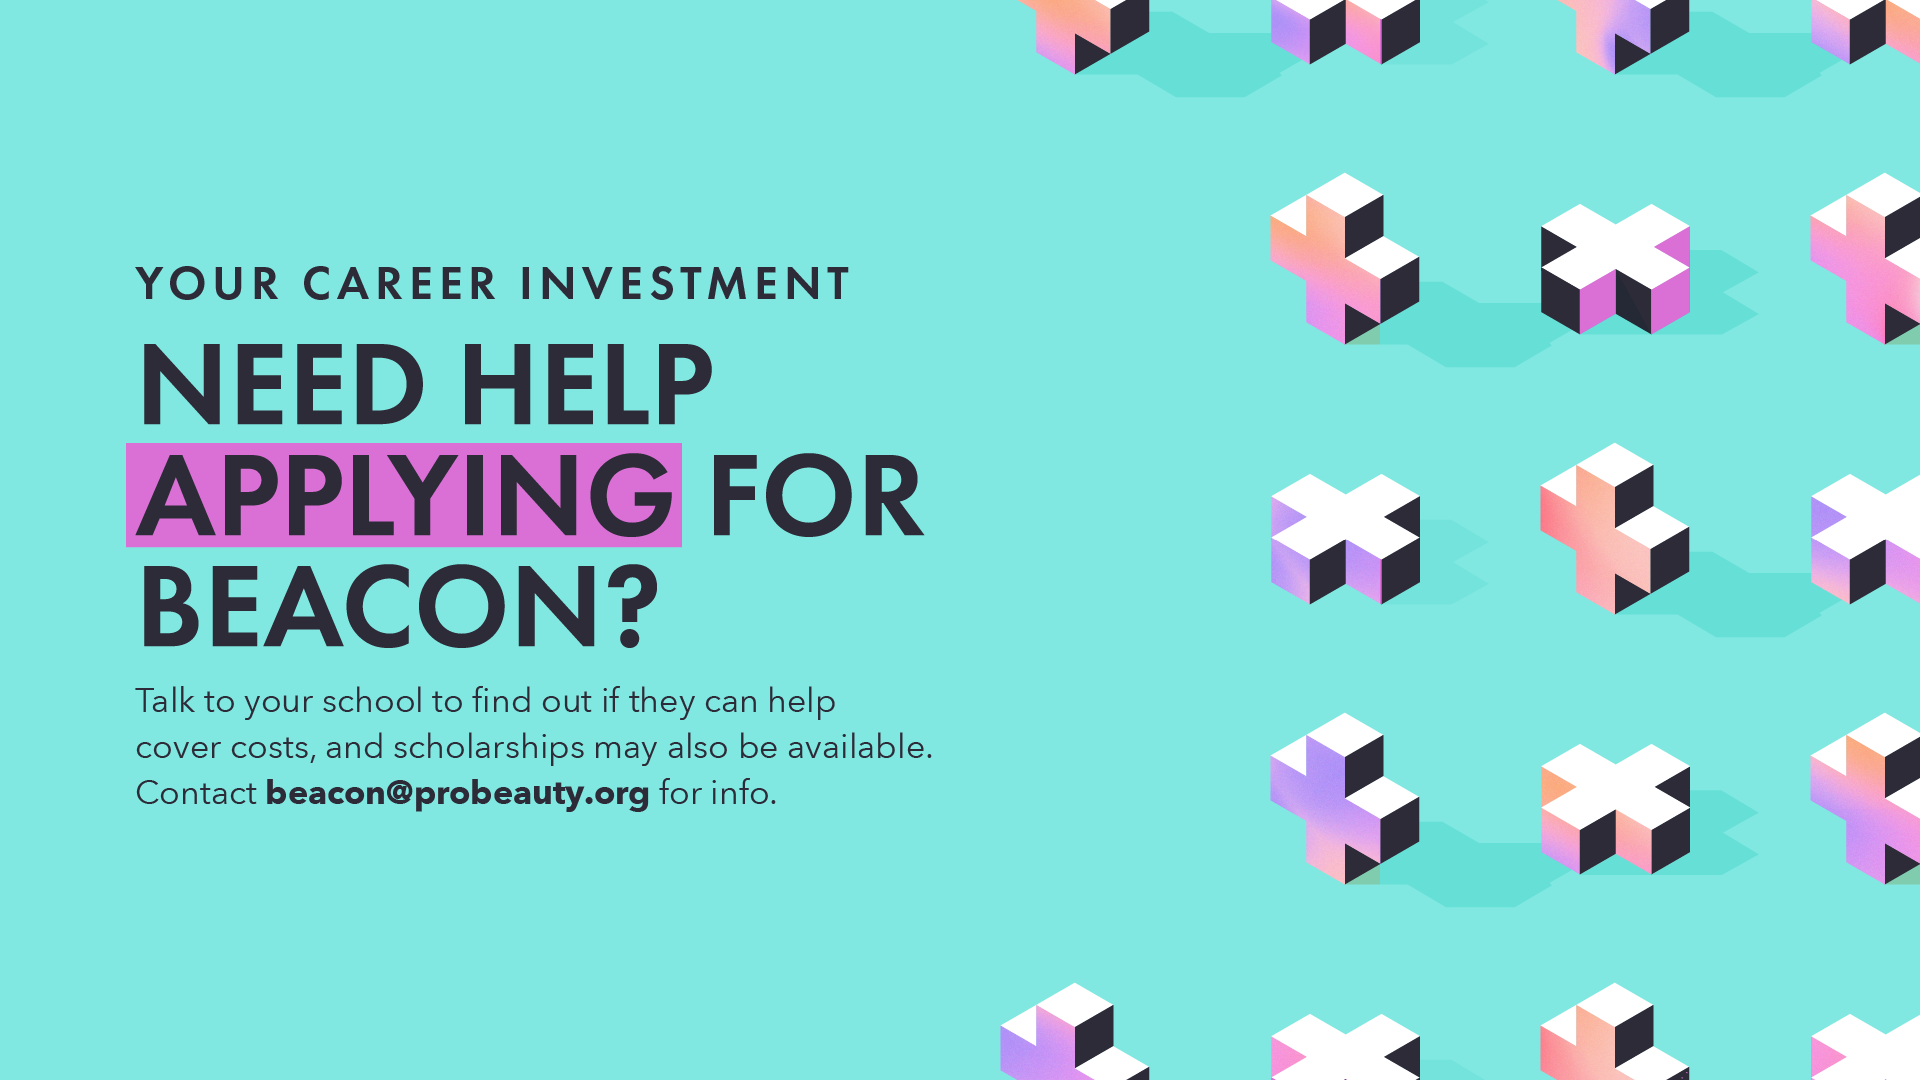 YOUR CAREER INVESTMENT
NEED HELP
APPLYING FOR
BEACON?
Talk to your school to find out if they can help
cover costs, and scholarships may also be available.
Contact beacon@probeauty.org for info.